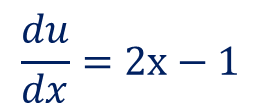 du/dx = 2x − 1